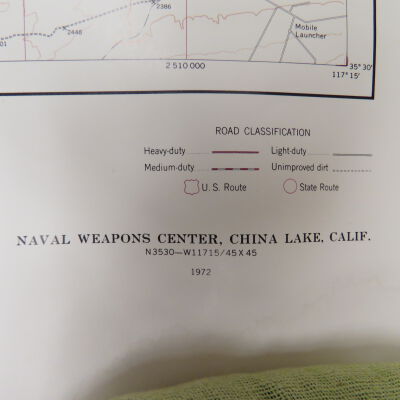 2386
2448
01
Mobile
Launcher
2 510 000
35° 30'
117° 15'
ROAD CLASSIFICATION
Heavy-duty
Light-duty
Medium-duty
Unimproved dirt
U. S. Route
State Route
NAVAL WEAPONS CENTER, CHINA LAKE, CALIF.
N3530—W11715/45 X 45
1972